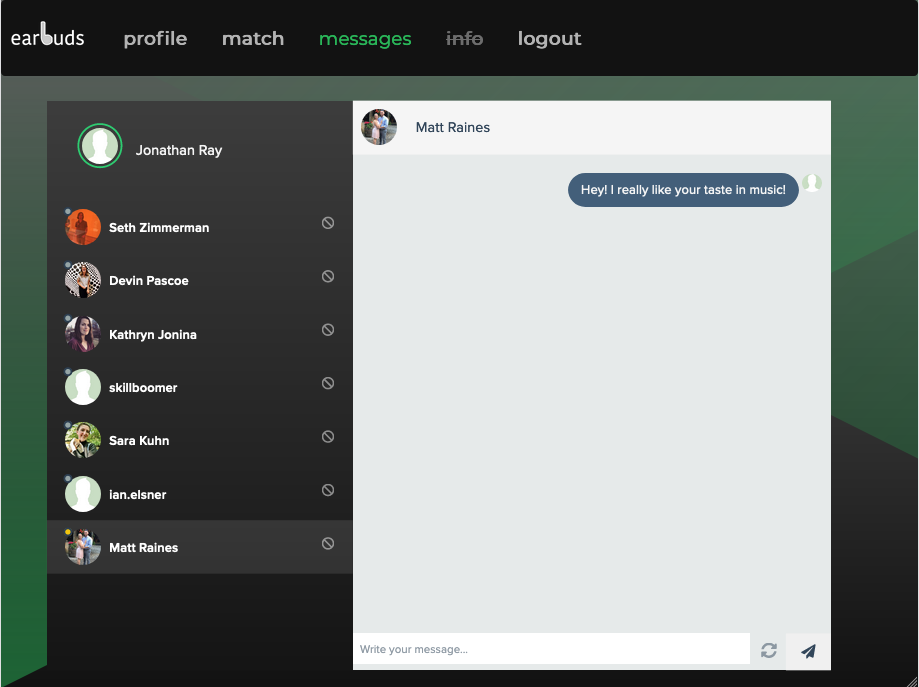 earbuds profile match messages info logout
Jonathan Ray
Seth Zimmerman
Devin Pascoe
Kathryn Jonina
skillboomer
Sara Kuhn
ian.elsner
Matt Raines
Matt Raines
Hey! I really like your taste in music!
Write your message...